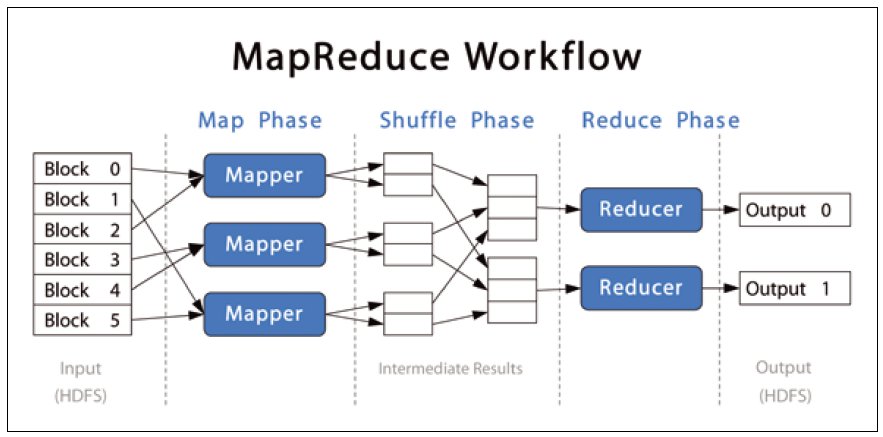 MapReduce Workflow
Map Phase
Shuffle Phase
Reduce Phase
Block 0
Block 1
Block 2
Block 3
Block 4
Block 5
Mapper
Mapper
Mapper
Reducer
Reducer
Output 0
Output 1
Input
(HDFS)
Intermediate Results
Output
(HDFS)